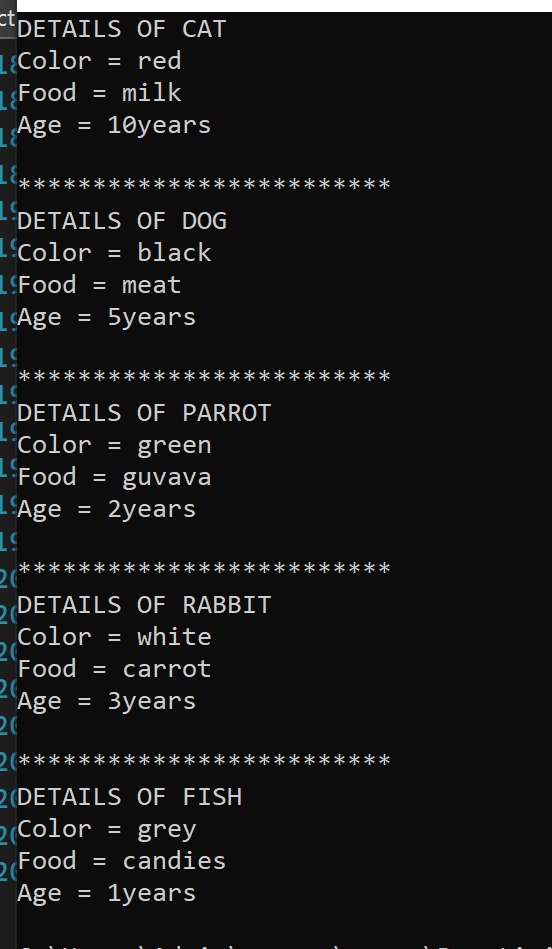 DETAILS OF CAT
Color = red
Food = milk
Age = 10years
*************************
DETAILS OF DOG
Color = black
Food = meat
Age = 5years
*************************
DETAILS OF PARROT
Color = green
Food = guvava
Age = 2years
*************************
DETAILS OF RABBIT
Color = white
Food = carrot
Age = 3years
*************************
DETAILS OF FISH
Color = grey
Food = candies
Age = 1years